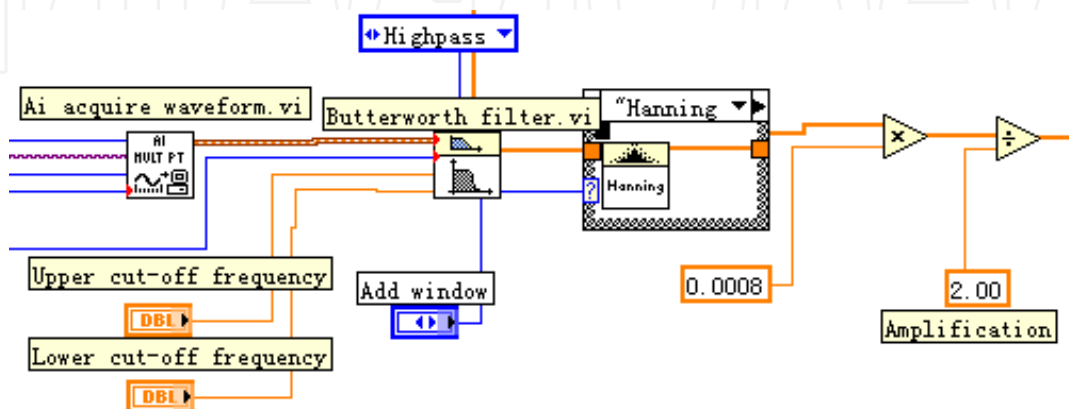 Highpass
Ai acquire waveform.vi
Butterworth filter.vi
"Hanning
AI
MULT PT
Hanning
?
×
÷
Upper cut-off frequency
DBL
Add window
0.0008
2.00
Amplification
Lower cut-off frequency
DBL